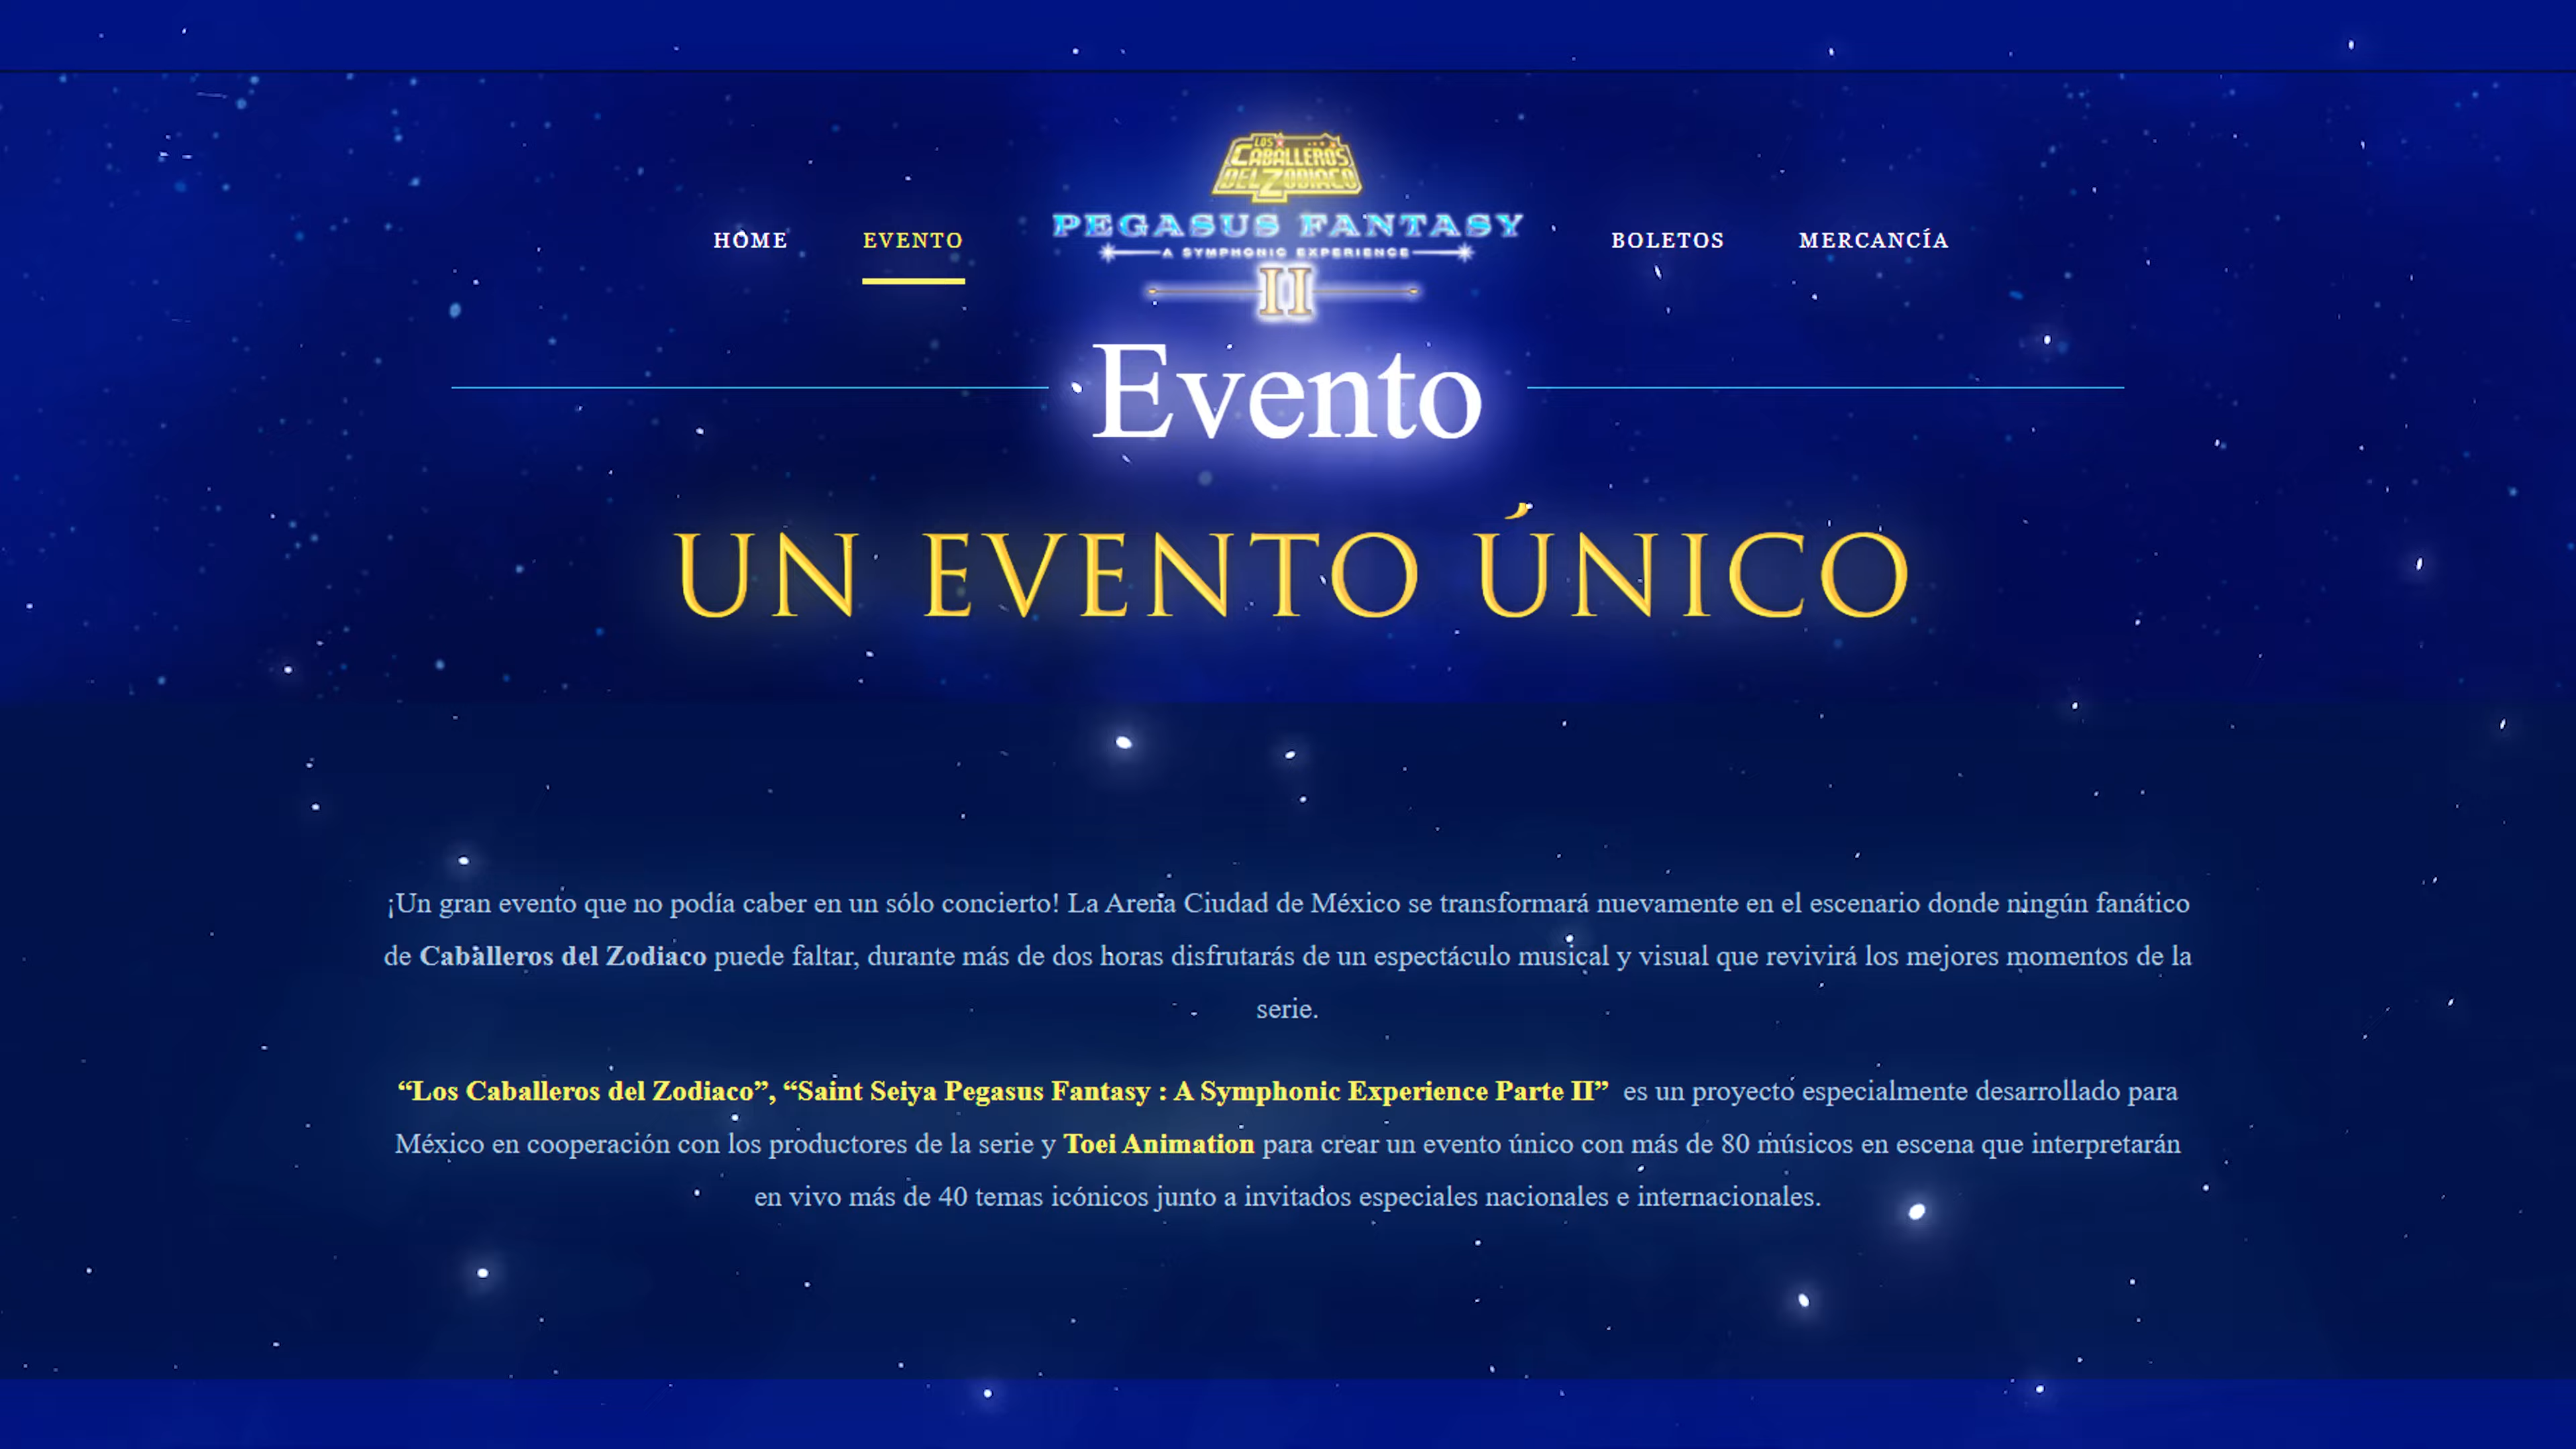 LOS
CABALLEROS
DEL ZODIACO
PEGASUS FANTASY
A SYMPHONIC EXPERIENCE
II
HOME
EVENTO
BOLETOS
MERCANCÍA
Evento
UN EVENTO ÚNICO
¡Un gran evento que no podía caber en un sólo concierto! La Arena Ciudad de México se transformará nuevamente en el escenario donde ningún fanático
de Caballeros del Zodiaco puede faltar, durante más de dos horas disfrutarás de un espectáculo musical y visual que revivirá los mejores momentos de la
serie.
“Los Caballeros del Zodiaco”, “Saint Seiya Pegasus Fantasy : A Symphonic Experience Parte II” es un proyecto especialmente desarrollado para
México en cooperación con los productores de la serie y Toei Animation para crear un evento único con más de 80 músicos en escena que interpretarán
en vivo más de 40 temas icónicos junto a invitados especiales nacionales e internacionales.